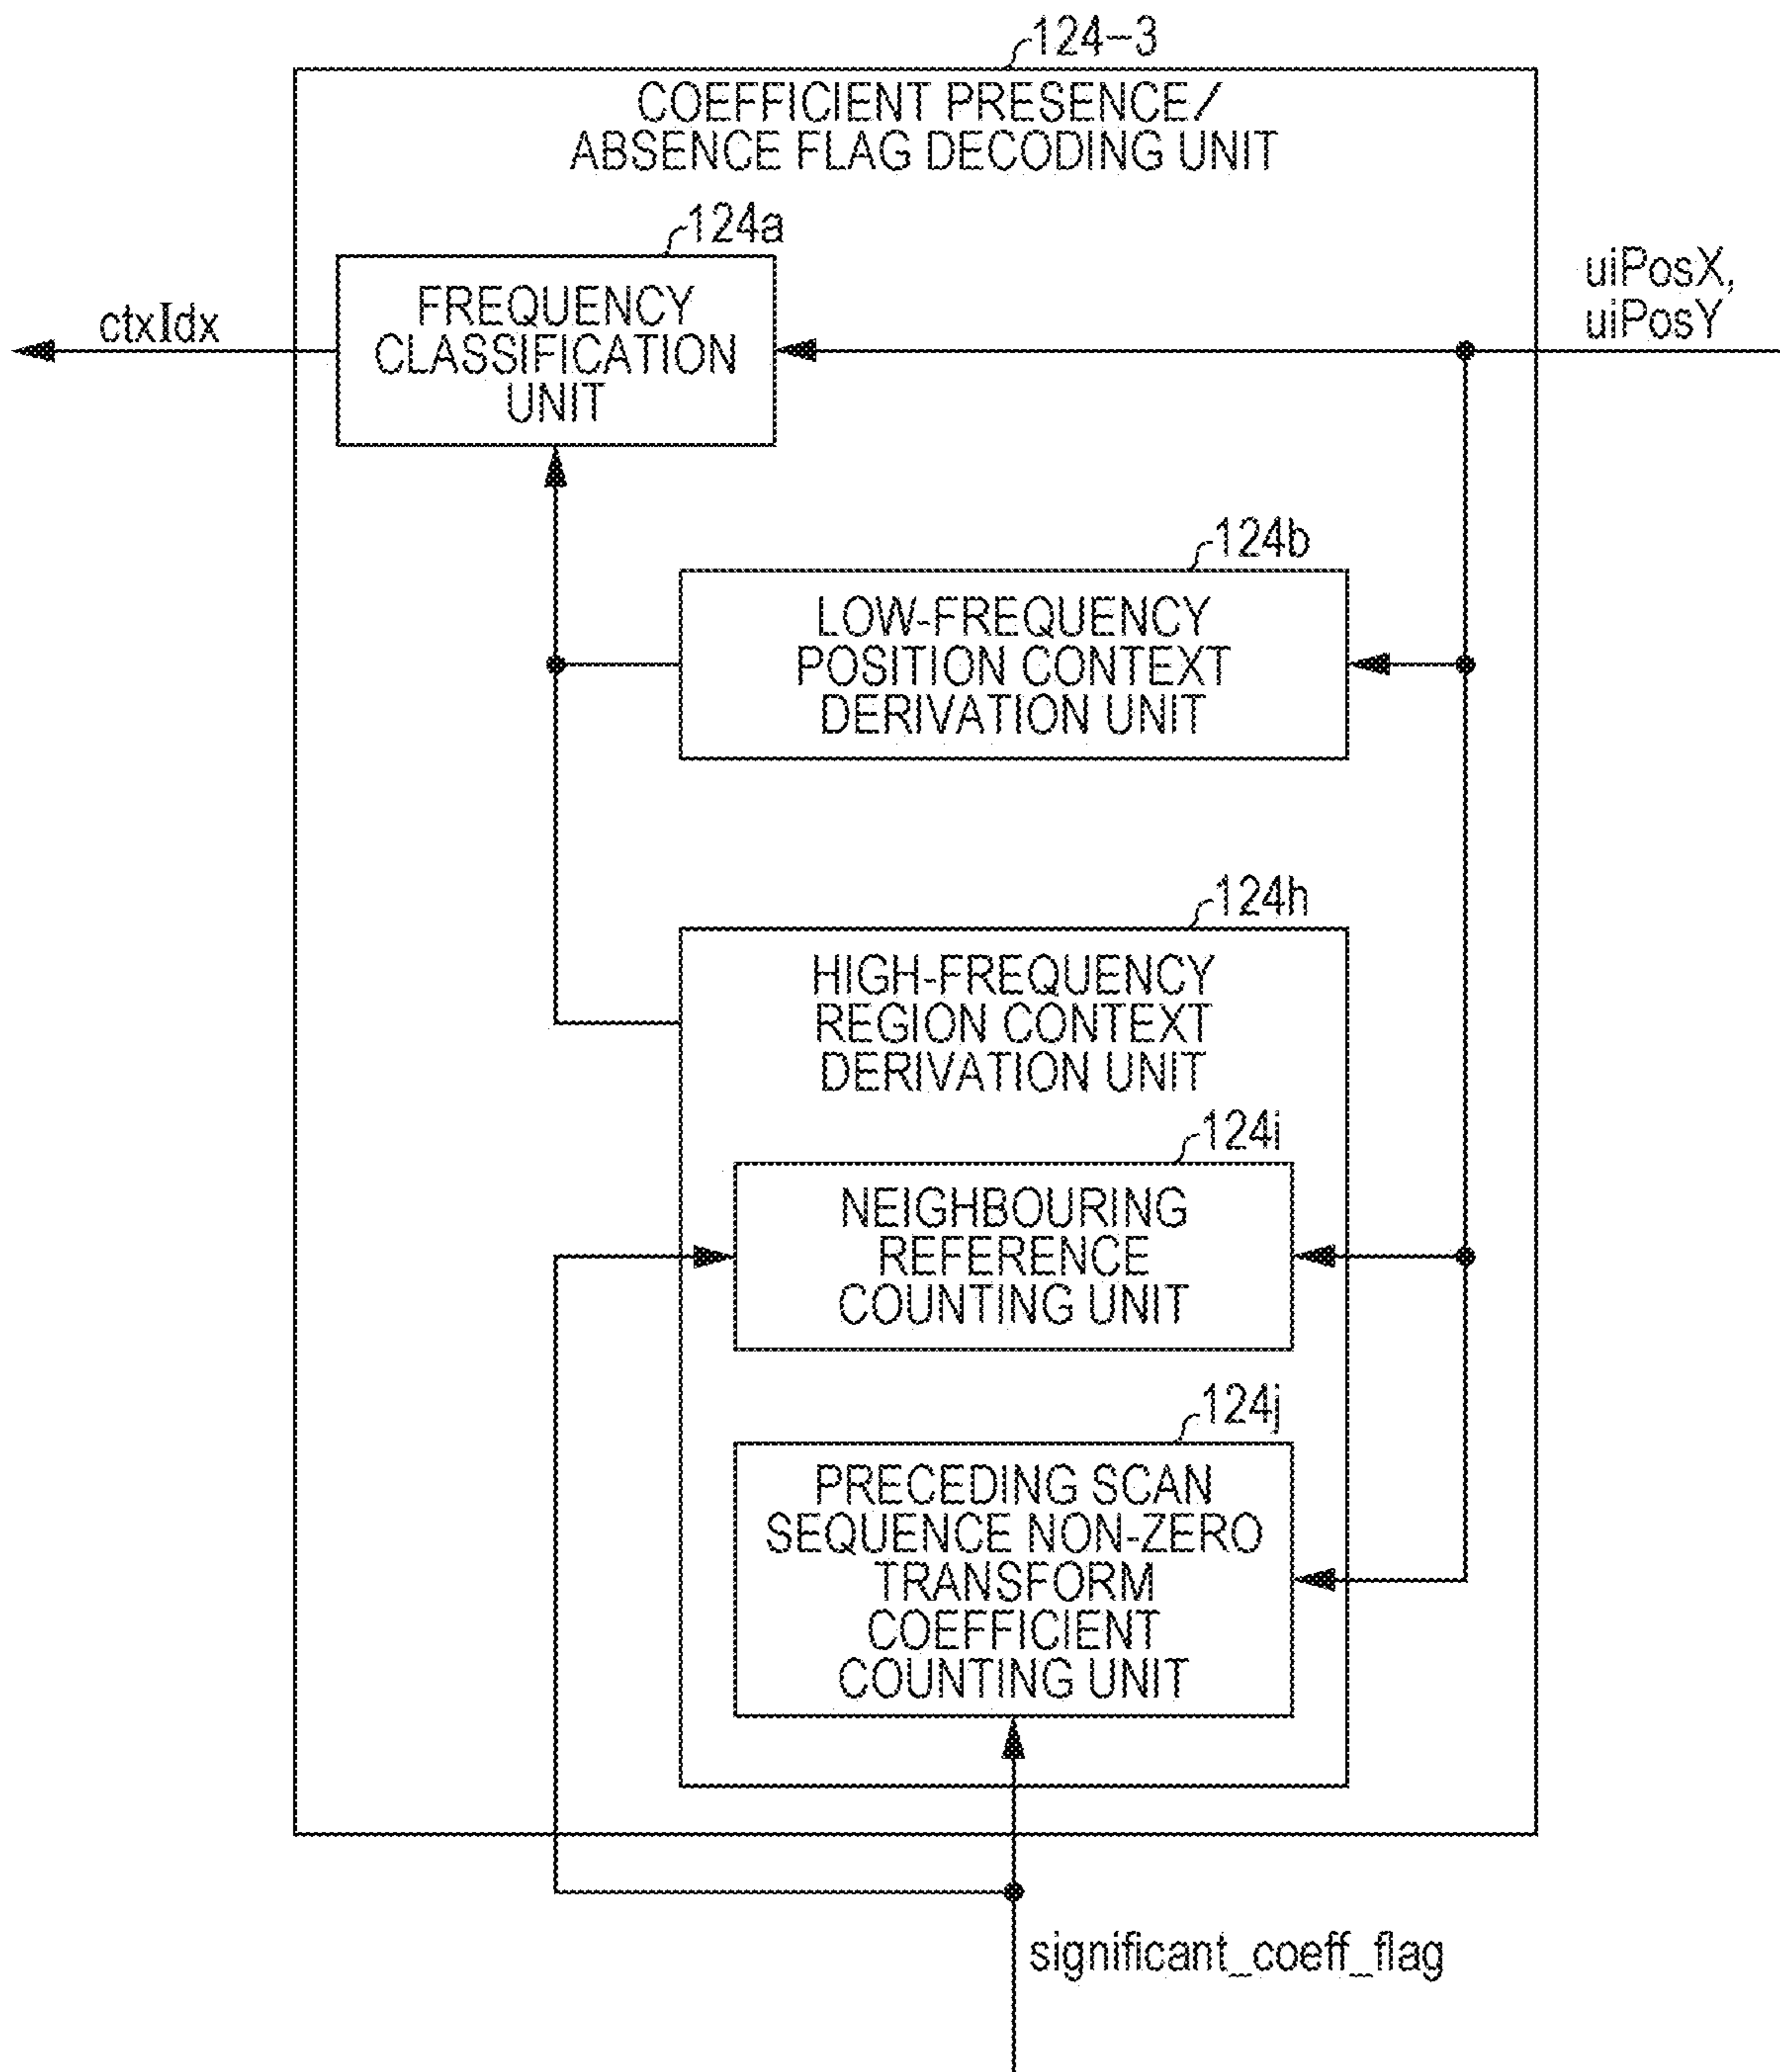 124-3
COEFFICIENT PRESENCE/
ABSENCE FLAG DECODING UNIT
124a
FREQUENCY
CLASSIFICATION
UNIT
ctxIdx
uiPosX,
uiPosY
124b
LOW-FREQUENCY
POSITION CONTEXT
DERIVATION UNIT
124h
HIGH-FREQUENCY
REGION CONTEXT
DERIVATION UNIT
124i
NEIGHBOURING
REFERENCE
COUNTING UNIT
124j
PRECEDING SCAN
SEQUENCE NON-ZERO
TRANSFORM
COEFFICIENT
COUNTING UNIT
significant_coeff_flag